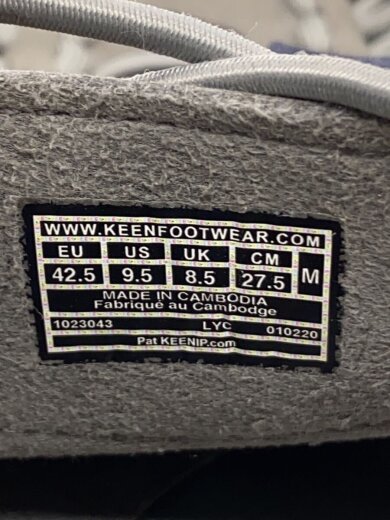 WWW.KEENFOOTWEAR.COM
EU US UK CM M
42.5 9.5 8.5 27.5
MADE IN CAMBODIA
Fabriqué au Cambodge
1023043 LYC 010220
Pat KEENIP.com